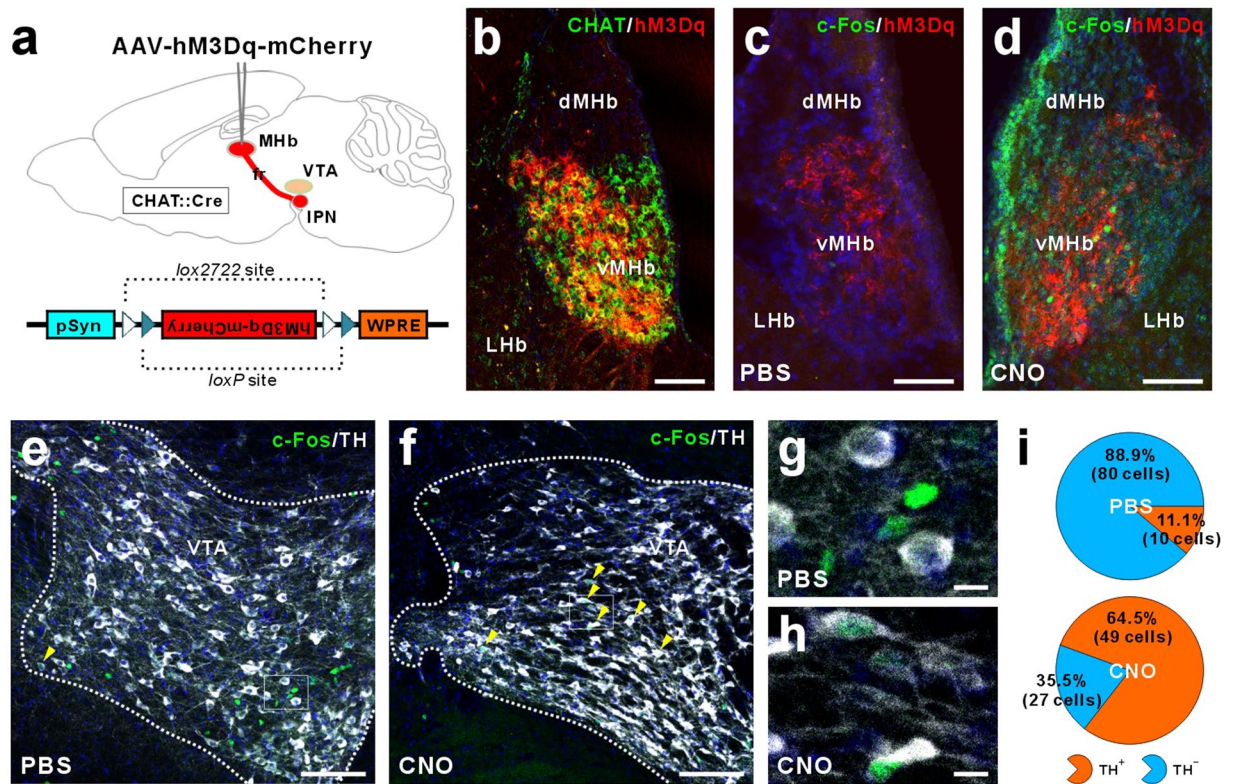 a
AAV-hM3Dq-mCherry
MHb
fr
VTA
IPN
CHAT::Cre
lox2722 site
pSyn
hM3Dq-mCherry
WPRE
loxP site
b
CHAT/hM3Dq
dMHb
vMHb
LHb
c
c-Fos/hM3Dq
dMHb
vMHb
LHb
PBS
d
c-Fos/hM3Dq
dMHb
vMHb
LHb
CNO
e
c-Fos/TH
VTA
PBS
f
c-Fos/TH
VTA
CNO
g
PBS
h
CNO
i
88.9%
(80 cells)
PBS
11.1%
(10 cells)
64.5%
(49 cells)
CNO
35.5%
(27 cells)
TH⁺ TH⁻